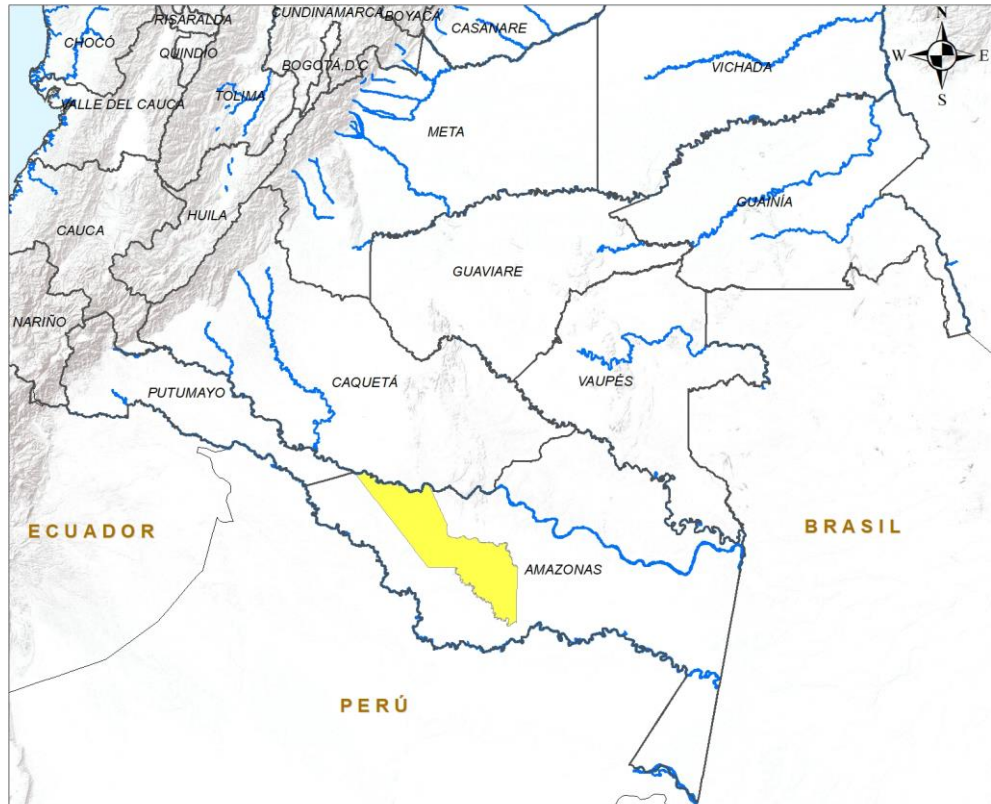 CUNDINAMARCA
BOYACÁ
RISARALDA
CASANARE
N
CHOCÓ
QUINDIO
W
E
BOGOTÁ,D.C
VICHADA
TOLIMA
S
VALLE DEL CAUCA
META
GUAINÍA
HUILA
CAUCA
GUAVIARE
NARIÑO
CAQUETÁ
VAUPÉS
PUTUMAYO
ECUADOR
BRASIL
AMAZONAS
PERÚ